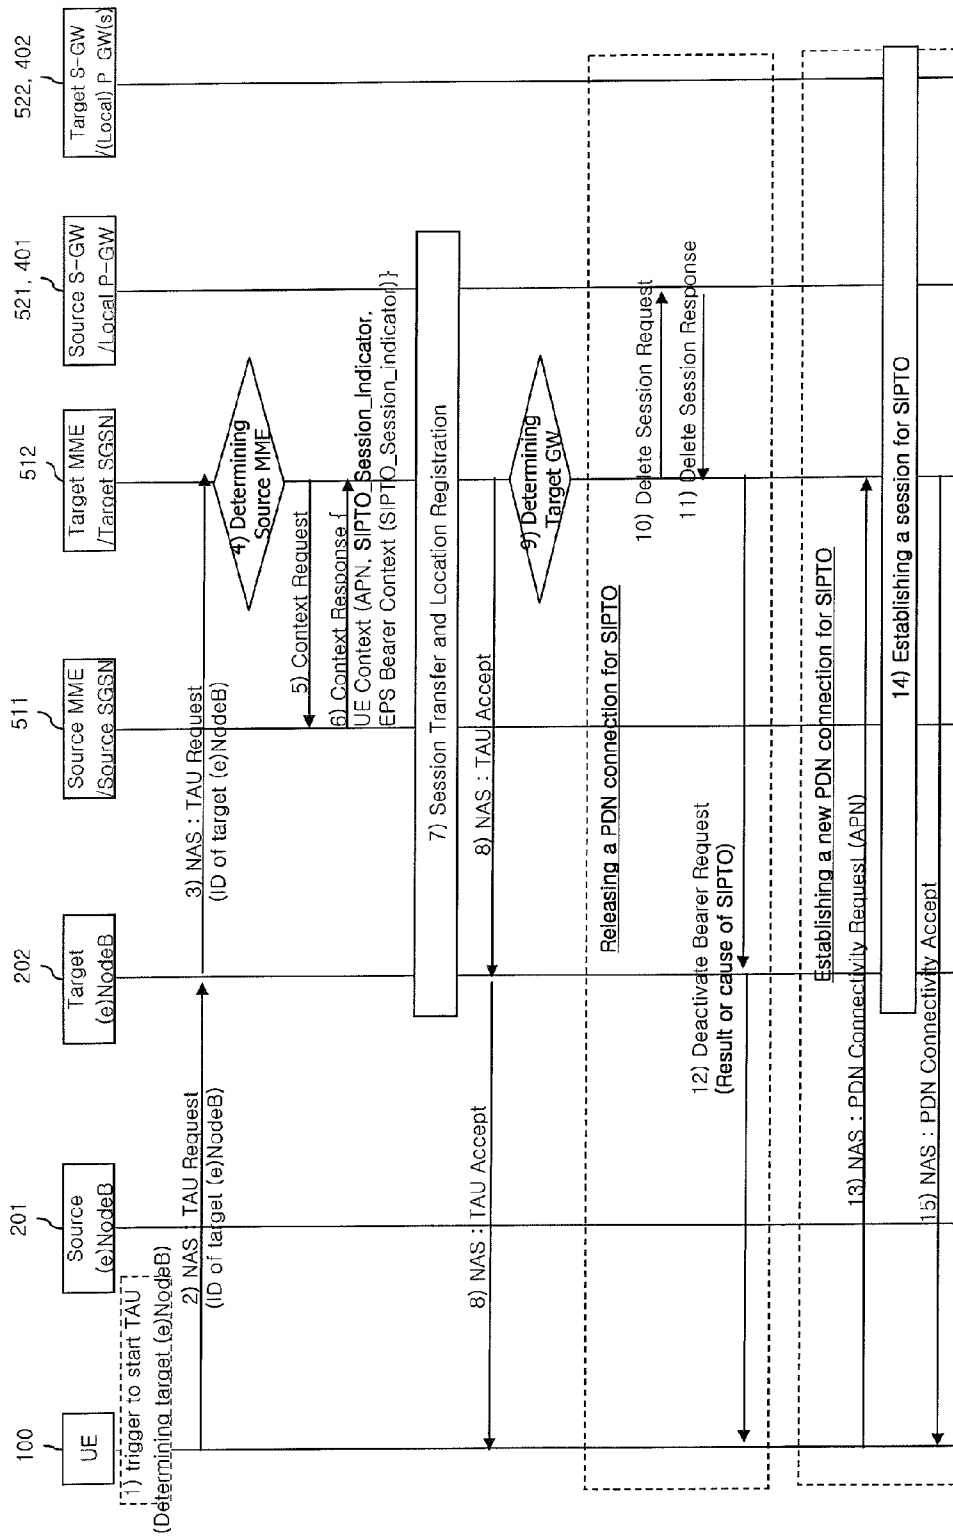 100
UE
201
Source
(e)NodeB
202
Target
(e)NodeB
511
Source MME
/Source SGSN
512
Target MME
/Target SGSN
521, 401
Source S-GW
/Local P-GW
522, 402
Target S-GW
/(Local) P GW(s)
1) trigger to start TAU
(Determining target (e)NodeB)
2) NAS : TAU Request
(ID of target (e)NodeB)
3) NAS : TAU Request
(ID of target (e)NodeB)
4) Determining
Source MME
5) Context Request
6) Context Response {
UE Context (APN, SIPTO_Session_Indicator,
EPS Bearer Context (SIPTO_Session_indicator)}
7) Session Transfer and Location Registration
8) NAS : TAU Accept
8) NAS : TAU Accept
9) Determining
Target GW
Releasing a PDN connection for SIPTO
10) Delete Session Request
11) Delete Session Response
12) Deactivate Bearer Request
(Result or cause of SIPTO)
Establishing a new PDN connection for SIPTO
13) NAS : PDN Connectivity Request (APN)
14) Establishing a session for SIPTO
15) NAS : PDN Connectivity Accept